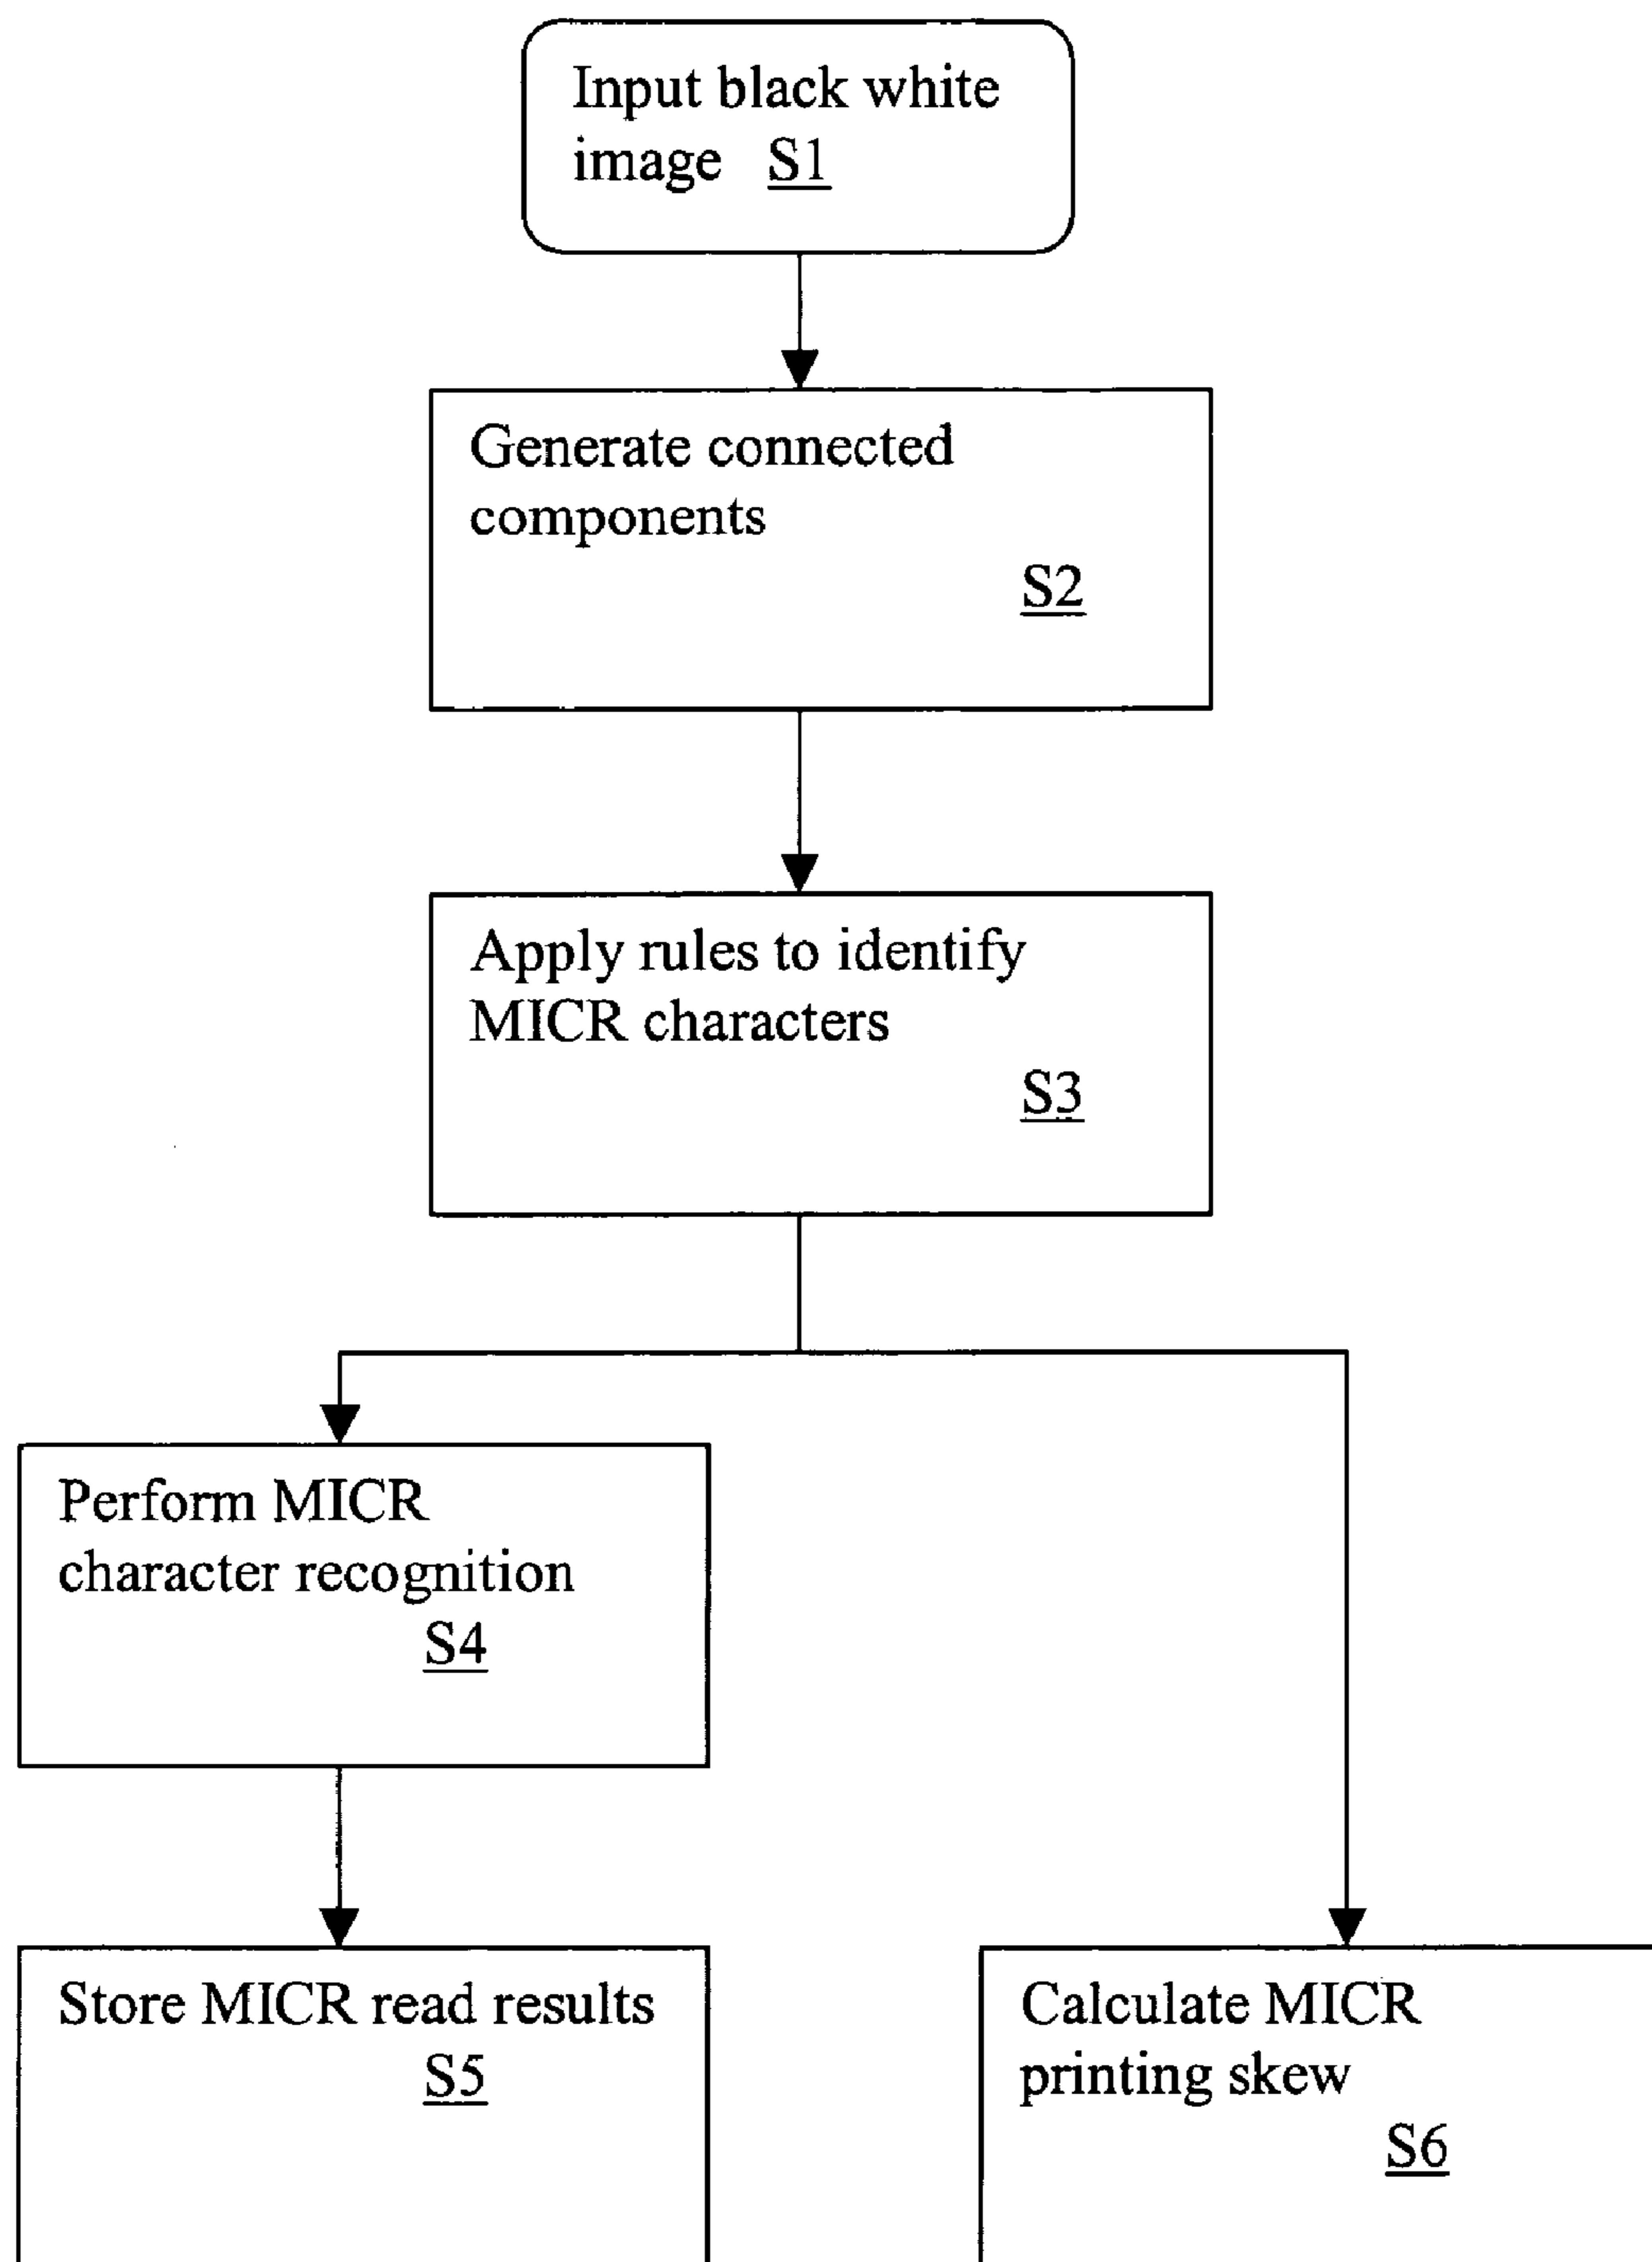 Input black white
image S1
Generate connected
components
S2
Apply rules to identify
MICR characters
S3
Perform MICR
character recognition
S4
Store MICR read results
S5
Calculate MICR
printing skew
S6